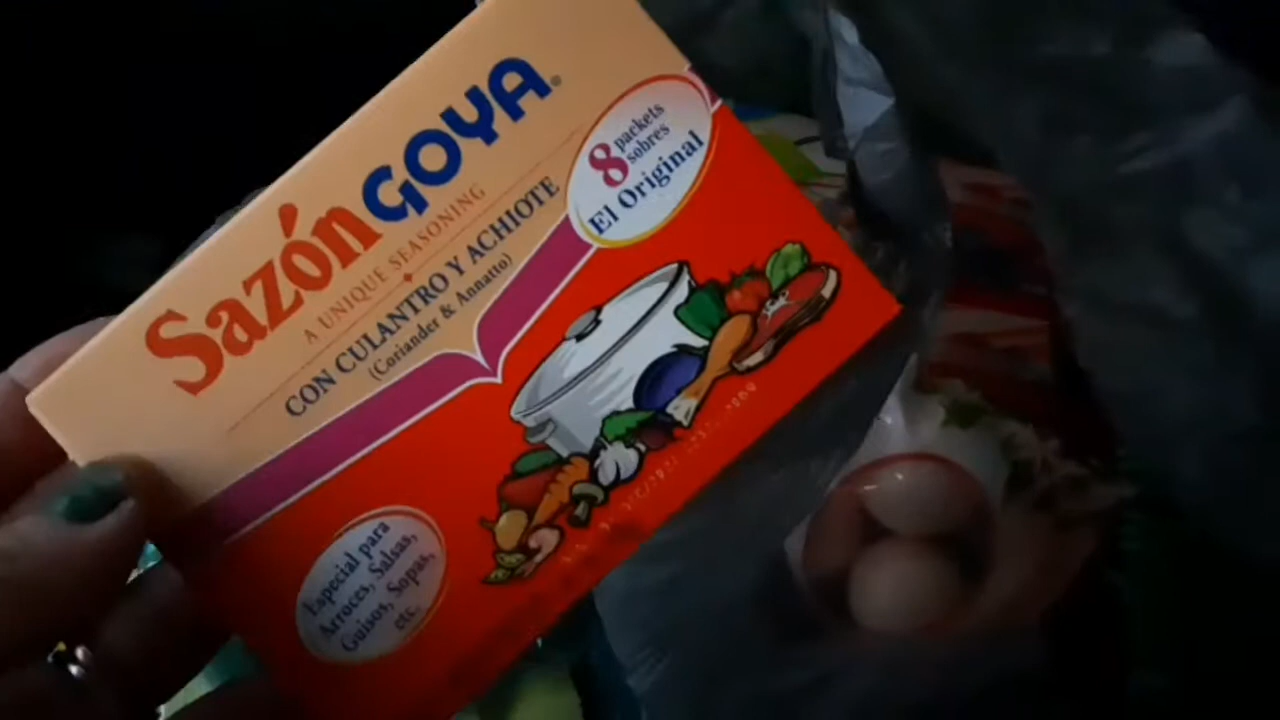 Sazón GOYA®
A UNIQUE SEASONING
CON CULANTRO Y ACHIOTE
(Coriander & Annatto)
8 packets
sobres
El Original
Especial para
Arroces, Salsas,
Guisos, Sopas,
etc.